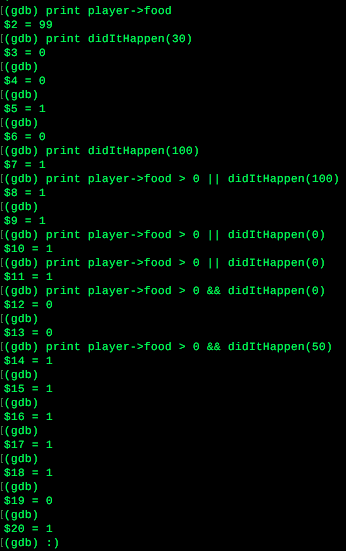 [(gdb) print player->food
$2 = 99
[(gdb) print didItHappen(30)
$3 = 0
[(gdb)
$4 = 0
[(gdb)
$5 = 1
[(gdb)
$6 = 0
[(gdb) print didItHappen(100)
$7 = 1
[(gdb) print player->food > 0 || didItHappen(100)
$8 = 1
[(gdb)
$9 = 1
[(gdb) print player->food > 0 || didItHappen(0)
$10 = 1
[(gdb) print player->food > 0 || didItHappen(0)
$11 = 1
[(gdb) print player->food > 0 && didItHappen(0)
$12 = 0
[(gdb)
$13 = 0
[(gdb) print player->food > 0 && didItHappen(50)
$14 = 1
[(gdb)
$15 = 1
[(gdb)
$16 = 1
[(gdb)
$17 = 1
[(gdb)
$18 = 1
[(gdb)
$19 = 0
[(gdb)
$20 = 1
[(gdb) :)